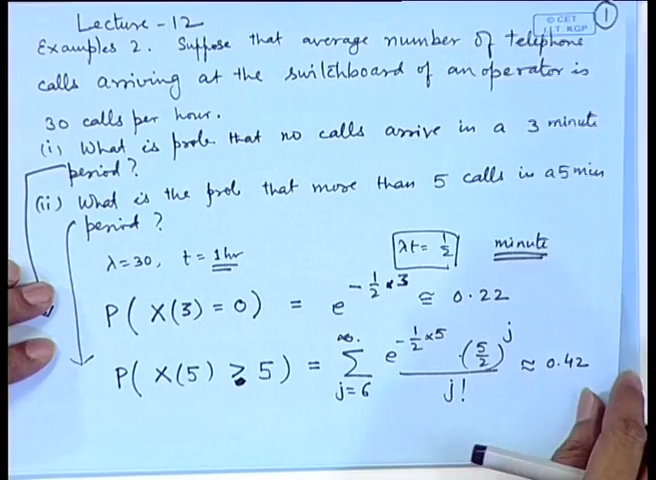 Lecture - 12
© CET
I.I.T. KGP
1
Examples 2. Suppose that average number of telephone
calls arriving at the switchboard of an operator is
30 calls per hour.
(i) What is prob. that no calls arrive in a 3 minute
period?
(ii) What is the prob that more than 5 calls in a 5 min
period?
λ = 30, t = 1 hr
λt = 1/2
minute
P( X(3) = 0 ) = e^{-1/2 × 3} ≅ 0.22
P( X(5) ≥ 5 ) = ∑_{j=6}^{∞} e^{-1/2 × 5} · (5/2)^j / j! ≈ 0.42